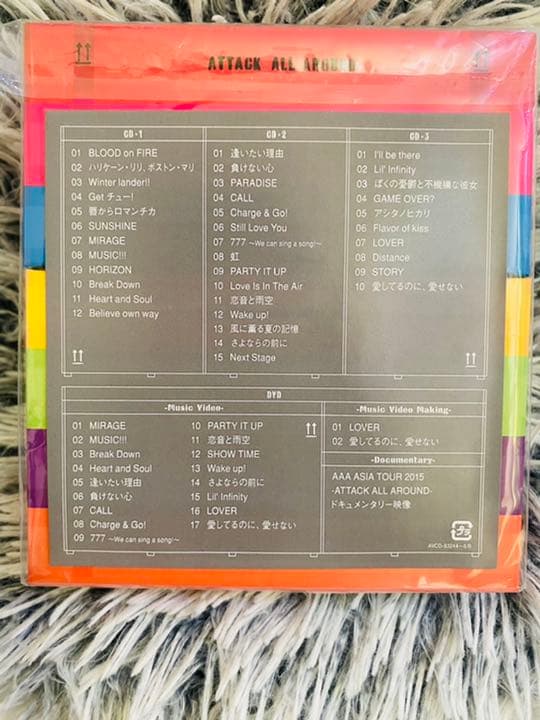 ATTACK ALL AROUND
CD・1
01 BLOOD on FIRE
02 ハリケーン・リリ, ボストン・マリ
03 Winter lander!!
04 Get チュー!
05 唇からロマンチカ
06 SUNSHINE
07 MIRAGE
08 MUSIC!!!
09 HORIZON
10 Break Down
11 Heart and Soul
12 Believe own way
CD・2
01 逢いたい理由
02 負けない心
03 PARADISE
04 CALL
05 Charge & Go!
06 Still Love You
07 777 ~We can sing a song!~
08 虹
09 PARTY IT UP
10 Love Is In The Air
11 恋音と雨空
12 Wake up!
13 風に薫る夏の記憶
14 さよならの前に
15 Next Stage
CD・3
01 I'll be there
02 Lil' Infinity
03 ぼくの憂鬱と不機嫌な彼女
04 GAME OVER?
05 アシタノヒカリ
06 Flavor of kiss
07 LOVER
08 Distance
09 STORY
10 愛してるのに、愛せない
DVD
-Music Video-
01 MIRAGE
02 MUSIC!!!
03 Break Down
04 Heart and Soul
05 逢いたい理由
06 負けない心
07 CALL
08 Charge & Go!
09 777 ~We can sing a song!~
10 PARTY IT UP
11 恋音と雨空
12 SHOW TIME
13 Wake up!
14 さよならの前に
15 Lil' Infinity
16 LOVER
17 愛してるのに、愛せない
-Music Video Making-
01 LOVER
02 愛してるのに、愛せない
-Documentary-
AAA ASIA TOUR 2015
-ATTACK ALL AROUND-
ドキュメンタリー映像
プラ